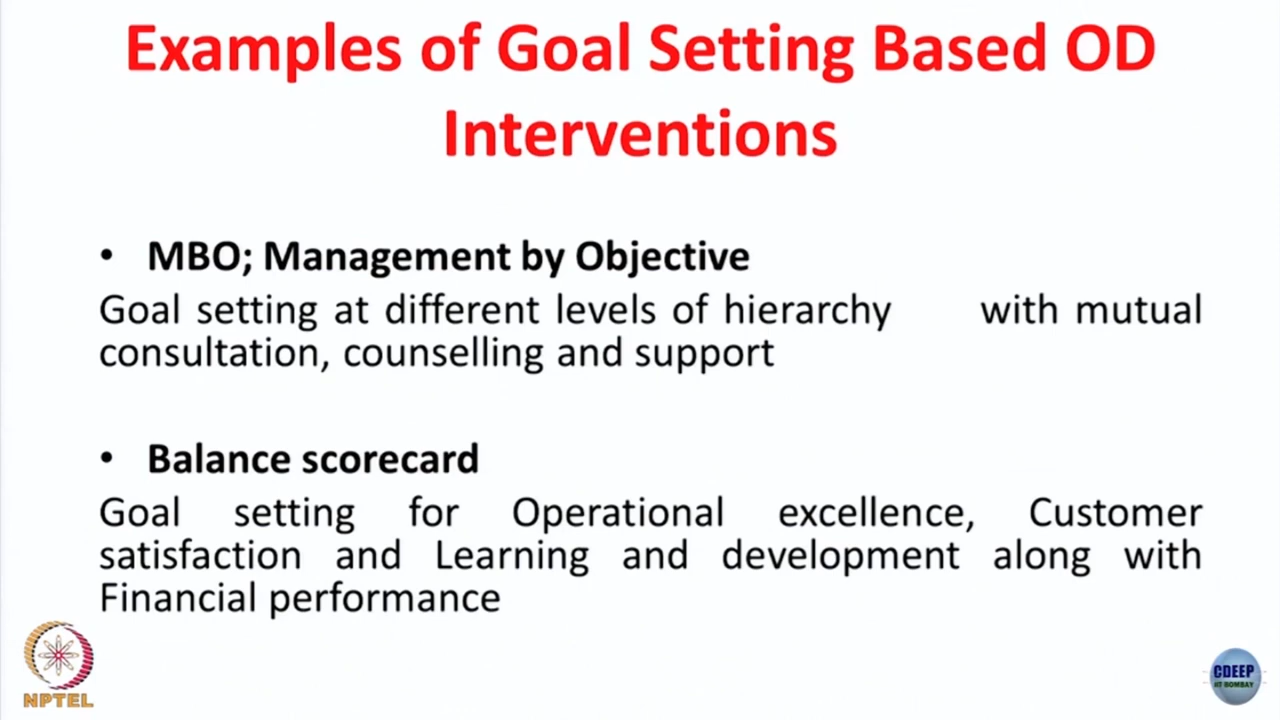 Examples of Goal Setting Based OD
Interventions
• MBO; Management by Objective
Goal setting at different levels of hierarchy with mutual
consultation, counselling and support
• Balance scorecard
Goal setting for Operational excellence, Customer
satisfaction and Learning and development along with
Financial performance
NPTEL
CDEEP
IIT BOMBAY